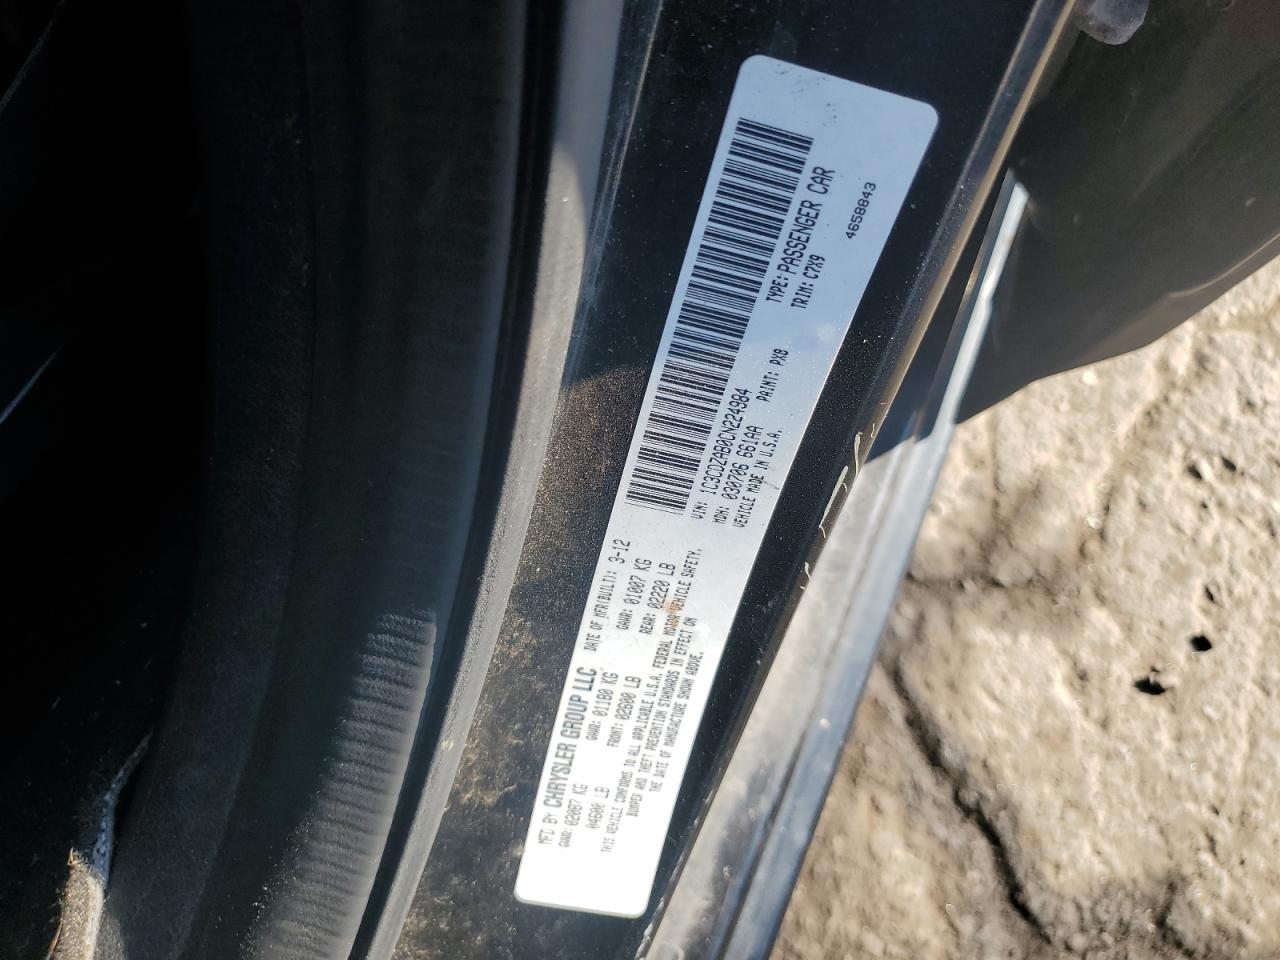 MFD BY CHRYSLER GROUP LLC DATE OF MFR(BUILT): 3-12
GVWR: 02087 KG GAWR: 01180 KG GAWR: 01007 KG
04600 LB FRONT: 02600 LB REAR: 02220 LB
THIS VEHICLE CONFORMS TO ALL APPLICABLE U.S.A. FEDERAL MOTOR VEHICLE SAFETY,
BUMPER AND THEFT PREVENTION STANDARDS IN EFFECT ON
THE DATE OF MANUFACTURE SHOWN ABOVE.
VIN: 1C3CDZAB0CN224984 TYPE: PASSENGER CAR
MDH: 030706 661AA PAINT: PX8 TRIM: C7X9
VEHICLE MADE IN U.S.A.
4658843